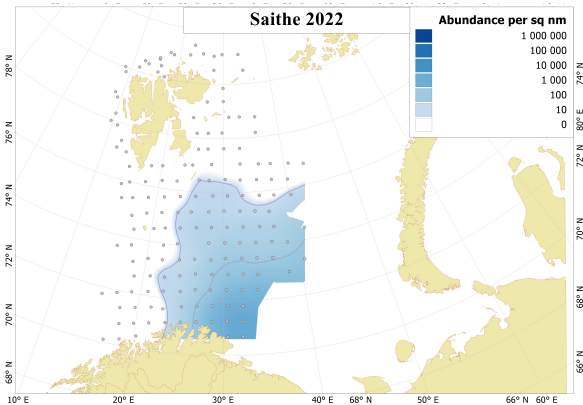 Saithe 2022
Abundance per sq nm
1 000 000
100 000
10 000
1 000
100
10
0
78° N
76° N
74° N
72° N
70° N
68° N
74° N
80° E
72° N
70° N
68° N
66° N
10° E 20° E 30° E 40° E 68° N 50° E 66° N 60° E